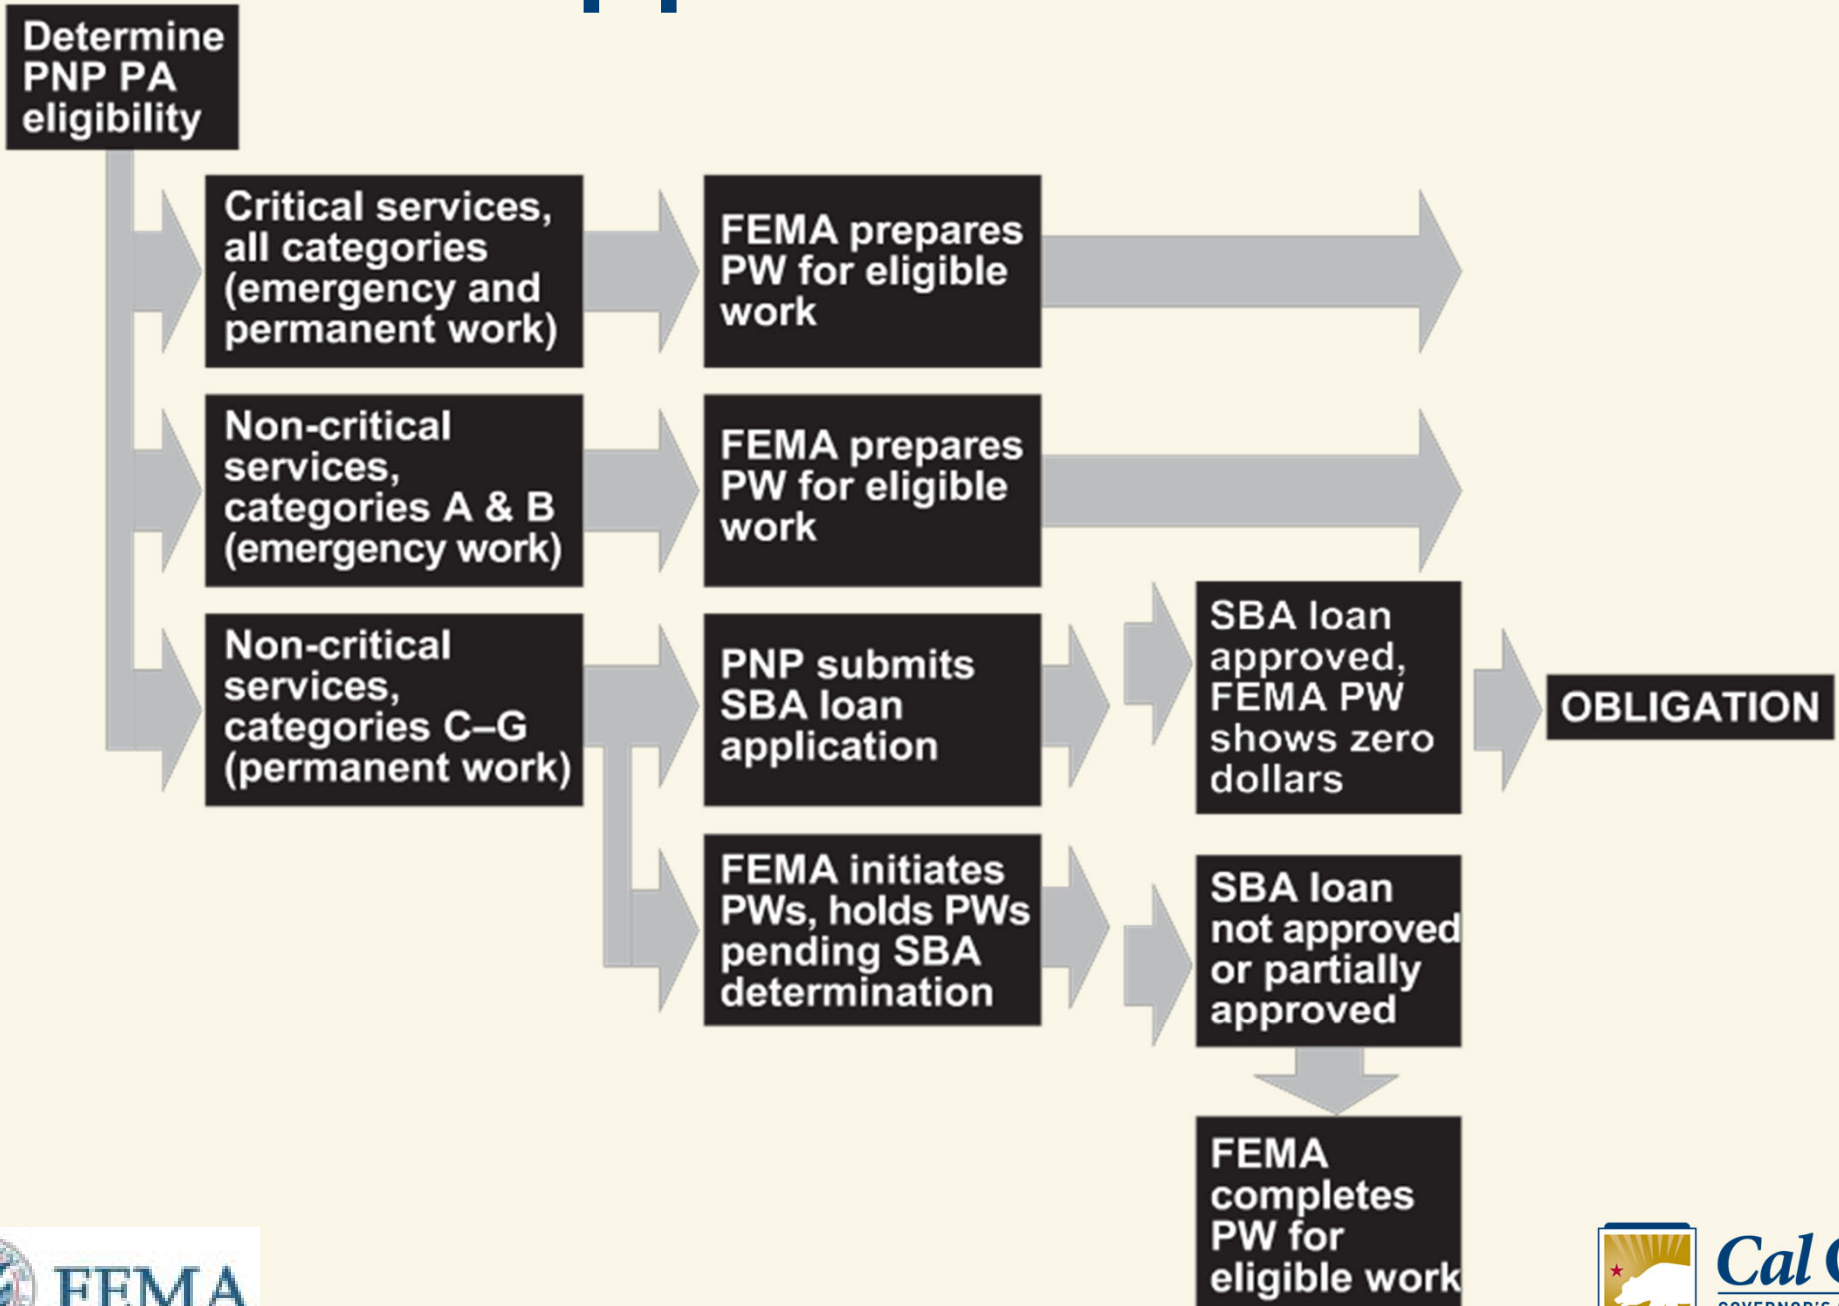 Determine
PNP PA
eligibility
Critical services,
all categories
(emergency and
permanent work)
FEMA prepares
PW for eligible
work
Non-critical
services,
categories A & B
(emergency work)
FEMA prepares
PW for eligible
work
Non-critical
services,
categories C–G
(permanent work)
PNP submits
SBA loan
application
SBA loan
approved,
FEMA PW
shows zero
dollars
OBLIGATION
FEMA initiates
PWs, holds PWs
pending SBA
determination
SBA loan
not approved
or partially
approved
FEMA
completes
PW for
eligible work
FEMA
Cal